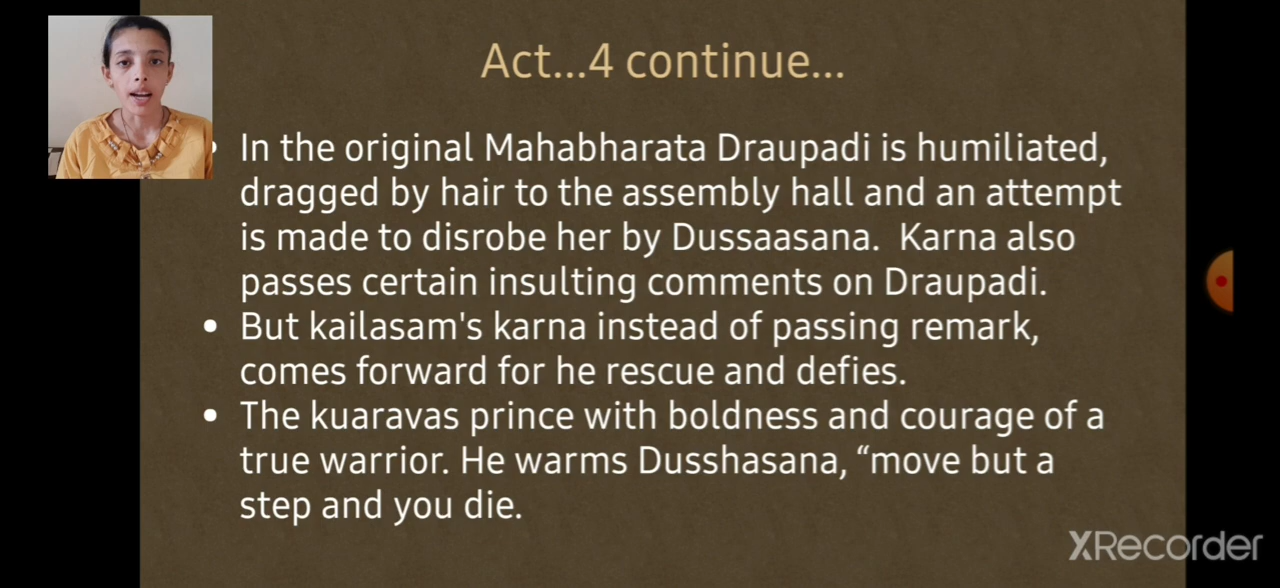 Act...4 continue...
• In the original Mahabharata Draupadi is humiliated,
dragged by hair to the assembly hall and an attempt
is made to disrobe her by Dussaasana. Karna also
passes certain insulting comments on Draupadi.
• But kailasam's karna instead of passing remark,
comes forward for he rescue and defies.
• The kuaravas prince with boldness and courage of a
true warrior. He warms Dusshasana, “move but a
step and you die.
XRecorder